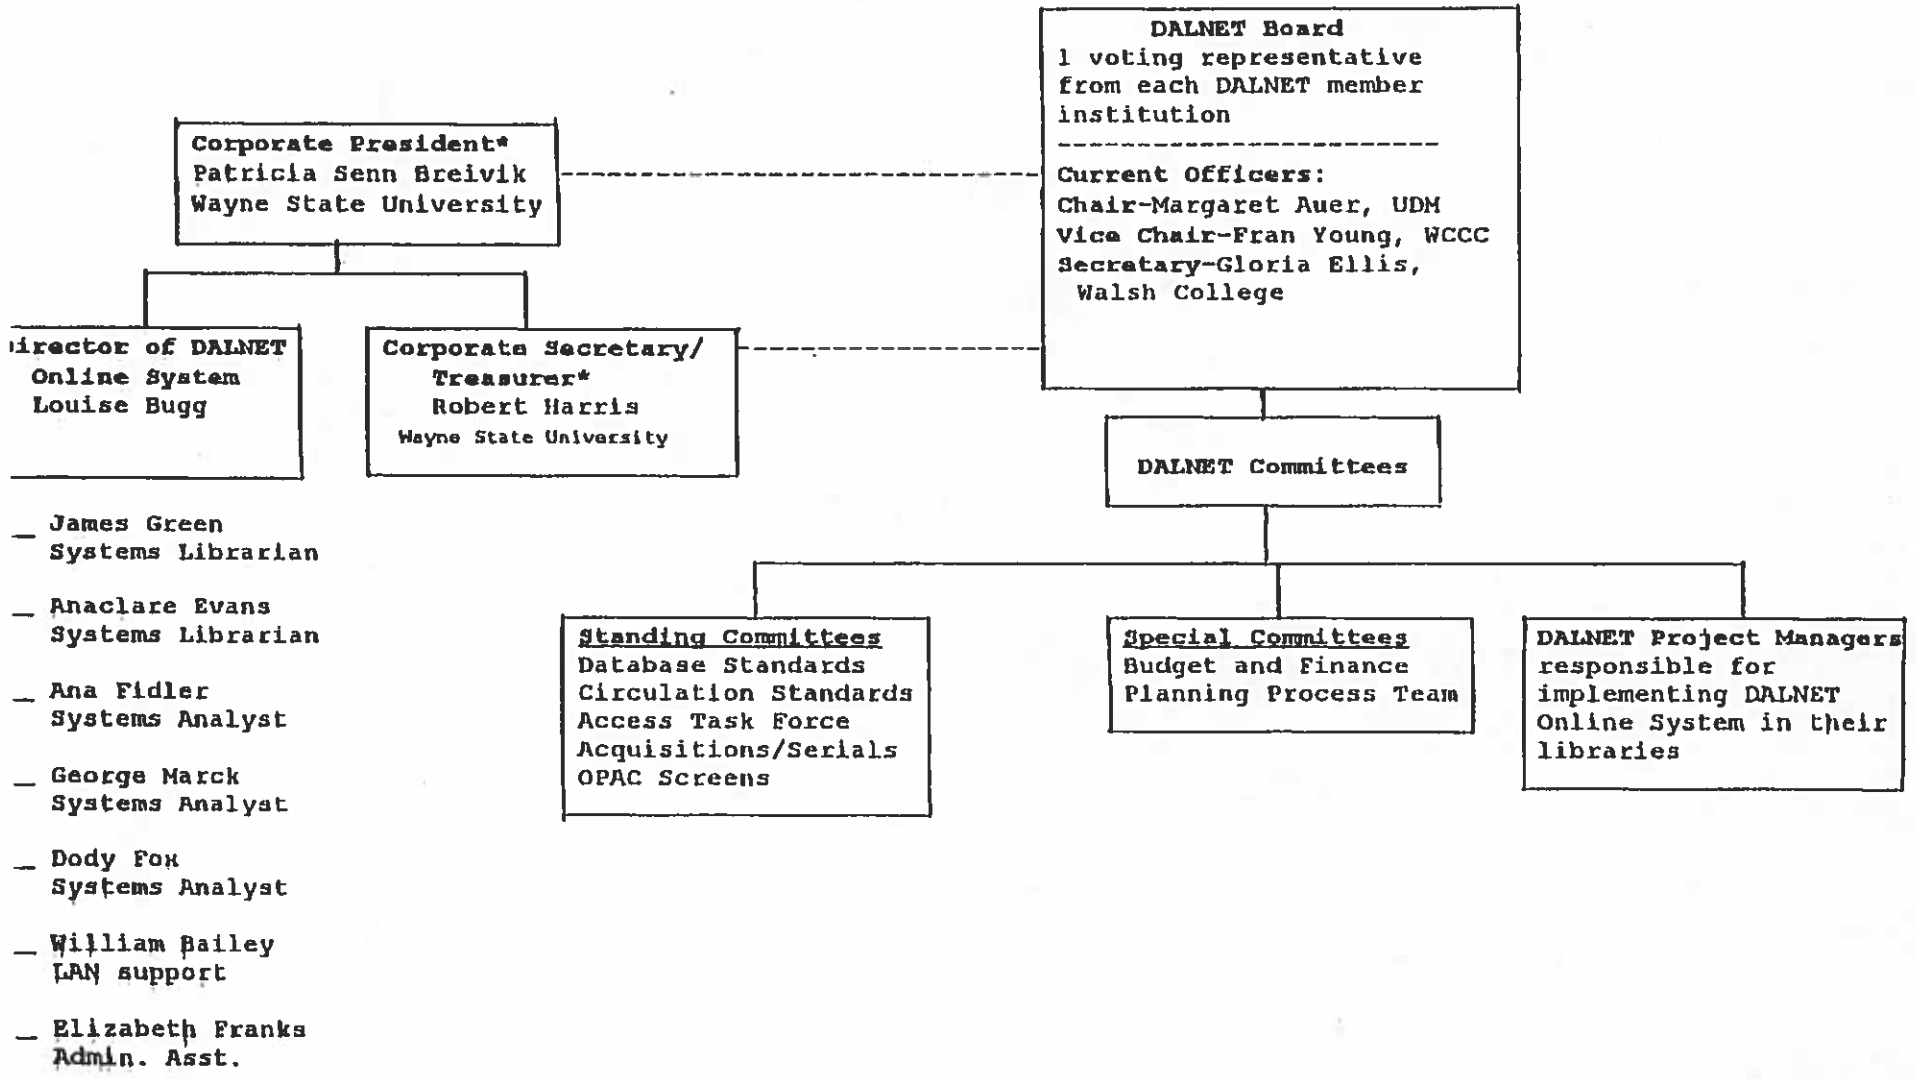 DALNET Board
1 voting representative
from each DALNET member
institution
Current Officers:
Chair-Margaret Auer, UDM
Vice Chair-Fran Young, WCCC
Secretary-Gloria Ellis,
Walsh College
Corporate President*
Patricia Senn Breivik
Wayne State University
irector of DALNET
Online System
Louise Bugg
Corporate Secretary/
Treasurer*
Robert Harris
Wayne State University
DALNET Committees
James Green
Systems Librarian
Anaclare Evans
Systems Librarian
Ana Fidler
Systems Analyst
George Marck
Systems Analyst
Dody Fox
Systems Analyst
William Bailey
LAN support
Elizabeth Franks
Admin. Asst.
Standing Committees
Database Standards
Circulation Standards
Access Task Force
Acquisitions/Serials
OPAC Screens
Special Committees
Budget and Finance
Planning Process Team
DALNET Project Managers
responsible for
implementing DALNET
Online System in their
libraries